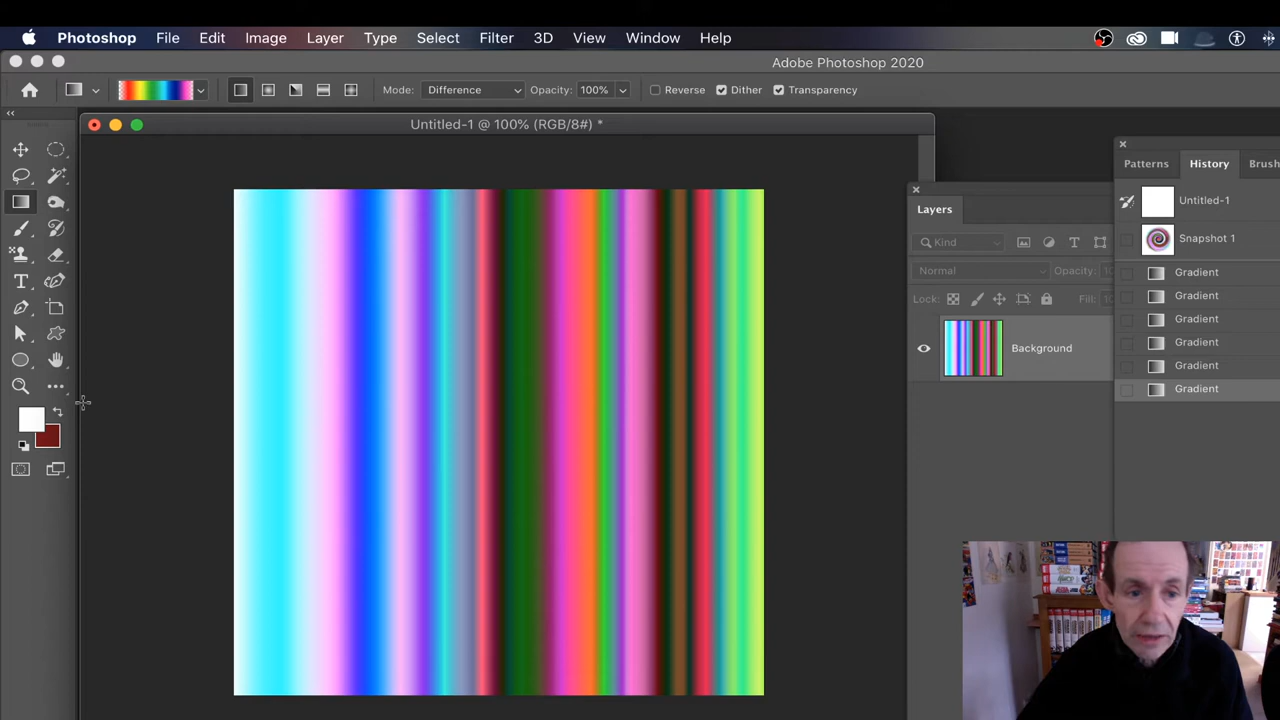 Photoshop File Edit Image Layer Type Select Filter 3D View Window Help
Adobe Photoshop 2020
Mode: Difference Opacity: 100% Reverse Dither Transparency
Untitled-1 @ 100% (RGB/8#) *
Patterns History Brush
Untitled-1
Snapshot 1
Gradient
Gradient
Gradient
Gradient
Gradient
Gradient
Layers
Kind
Normal Opacity:
Lock: Fill:
Background